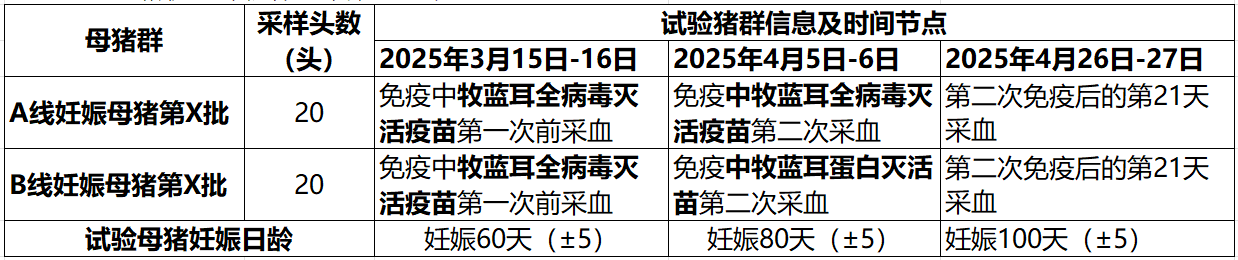 母猪群
采样头数
（头）
试验猪群信息及时间节点
2025年3月15日-16日
2025年4月5日-6日
2025年4月26日-27日
A线妊娠母猪第X批
20
免疫中牧蓝耳全病毒灭
活疫苗第一次前采血
免疫中牧蓝耳全病毒灭
活疫苗第二次采血
第二次免疫后的第21天
采血
B线妊娠母猪第X批
20
免疫中牧蓝耳全病毒灭
活疫苗第一次前采血
免疫中牧蓝耳蛋白灭活
苗第二次采血
第二次免疫后的第21天
采血
试验母猪妊娠日龄
妊娠60天（±5）
妊娠80天（±5）
妊娠100天（±5）